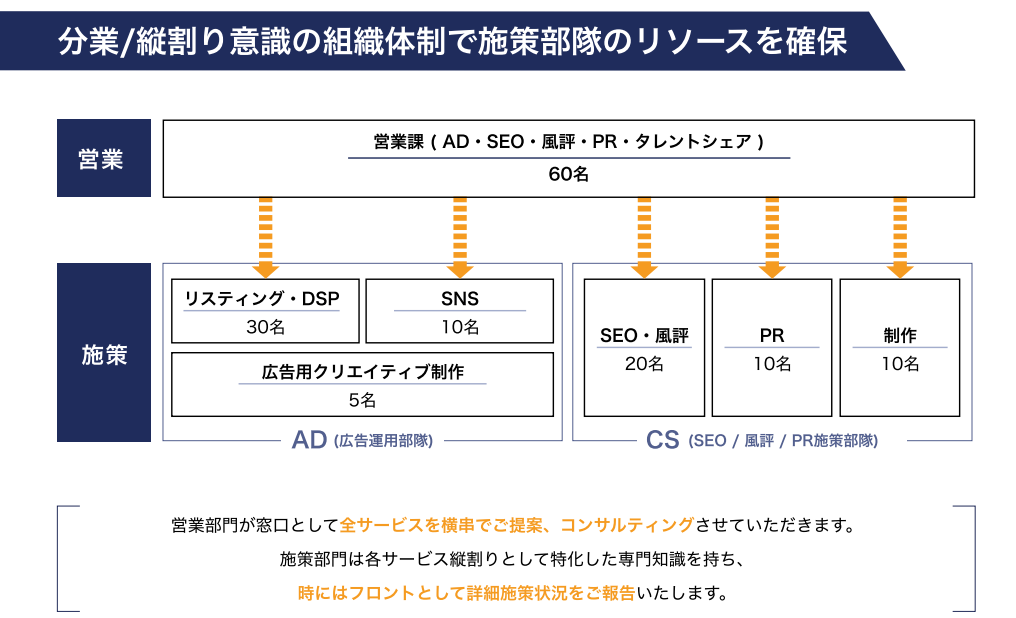 分業/縦割り意識の組織体制で施策部隊のリソースを確保
営業
営業課 ( AD・SEO・風評・PR・タレントシェア )
60名
施策
リスティング・DSP
30名
SNS
10名
広告用クリエイティブ制作
5名
AD (広告運用部隊)
SEO・風評
20名
PR
10名
制作
10名
CS (SEO / 風評 / PR施策部隊)
営業部門が窓口として全サービスを横串でご提案、コンサルティングさせていただきます。
施策部門は各サービス縦割りとして特化した専門知識を持ち、
時にはフロントとして詳細施策状況をご報告いたします。